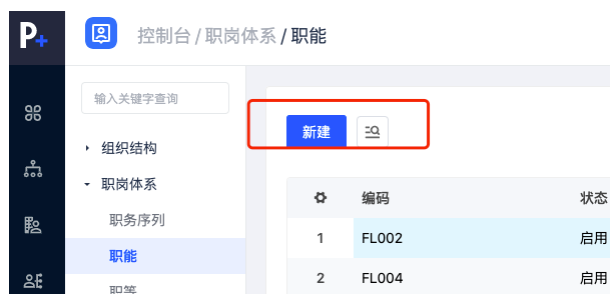 P+
控制台 / 职岗体系 / 职能
输入关键字查询
组织结构
职岗体系
职务序列
职能
职等
新建
编码 状态
1 FL002 启用
2 FL004 启用